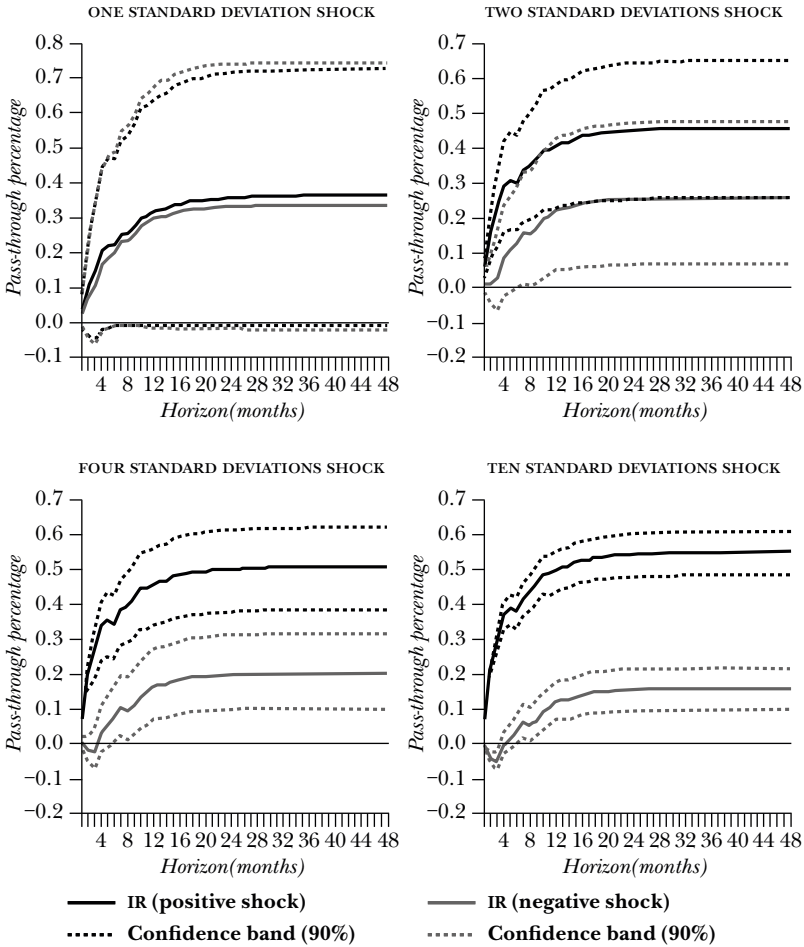 ONE STANDARD DEVIATION SHOCK
Pass-through percentage
0.8
0.7
0.6
0.5
0.4
0.3
0.2
0.1
0.0
−0.1
4 8 12 16 20 24 28 32 36 40 44 48
Horizon(months)
TWO STANDARD DEVIATIONS SHOCK
Pass-through percentage
0.7
0.6
0.5
0.4
0.3
0.2
0.1
0.0
−0.1
−0.2
4 8 12 16 20 24 28 32 36 40 44 48
Horizon(months)
FOUR STANDARD DEVIATIONS SHOCK
Pass-through percentage
0.7
0.6
0.5
0.4
0.3
0.2
0.1
0.0
−0.1
−0.2
4 8 12 16 20 24 28 32 36 40 44 48
Horizon(months)
TEN STANDARD DEVIATIONS SHOCK
Pass-through percentage
0.7
0.6
0.5
0.4
0.3
0.2
0.1
0.0
−0.1
−0.2
4 8 12 16 20 24 28 32 36 40 44 48
Horizon(months)
IR (positive shock)
Confidence band (90%)
IR (negative shock)
Confidence band (90%)